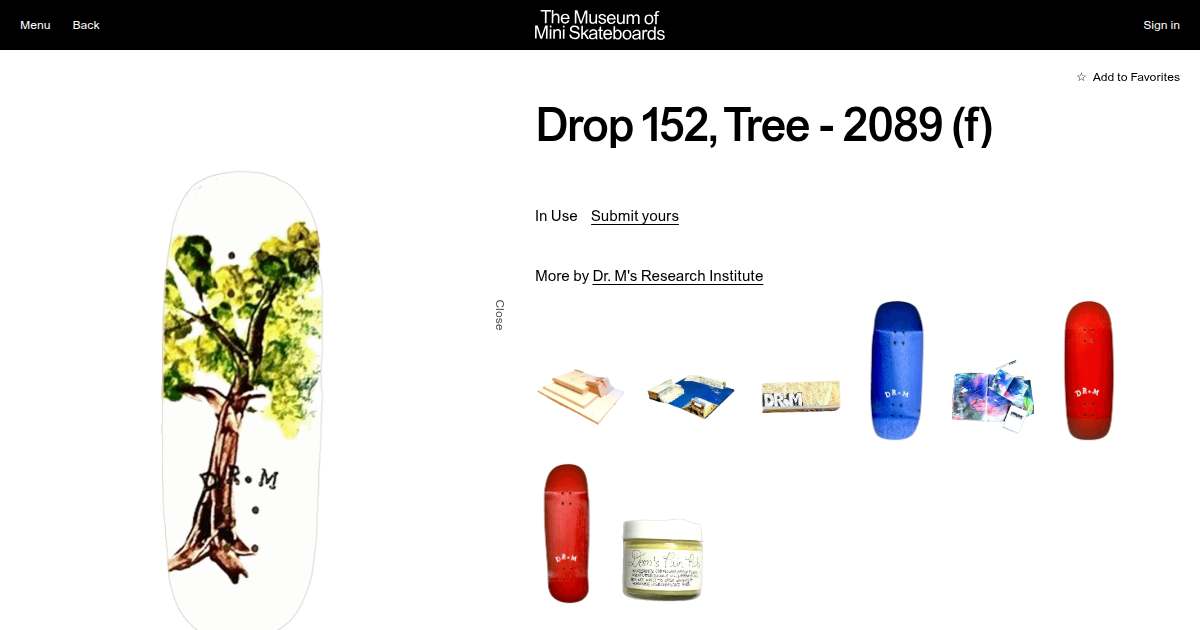 Menu
Back
The Museum of
Mini Skateboards
Sign in
☆ Add to Favorites
Drop 152, Tree - 2089 (f)
In Use Submit yours
More by Dr. M's Research Institute
Close
DR•M
DR•M
DR•M
DR•M
DR•M